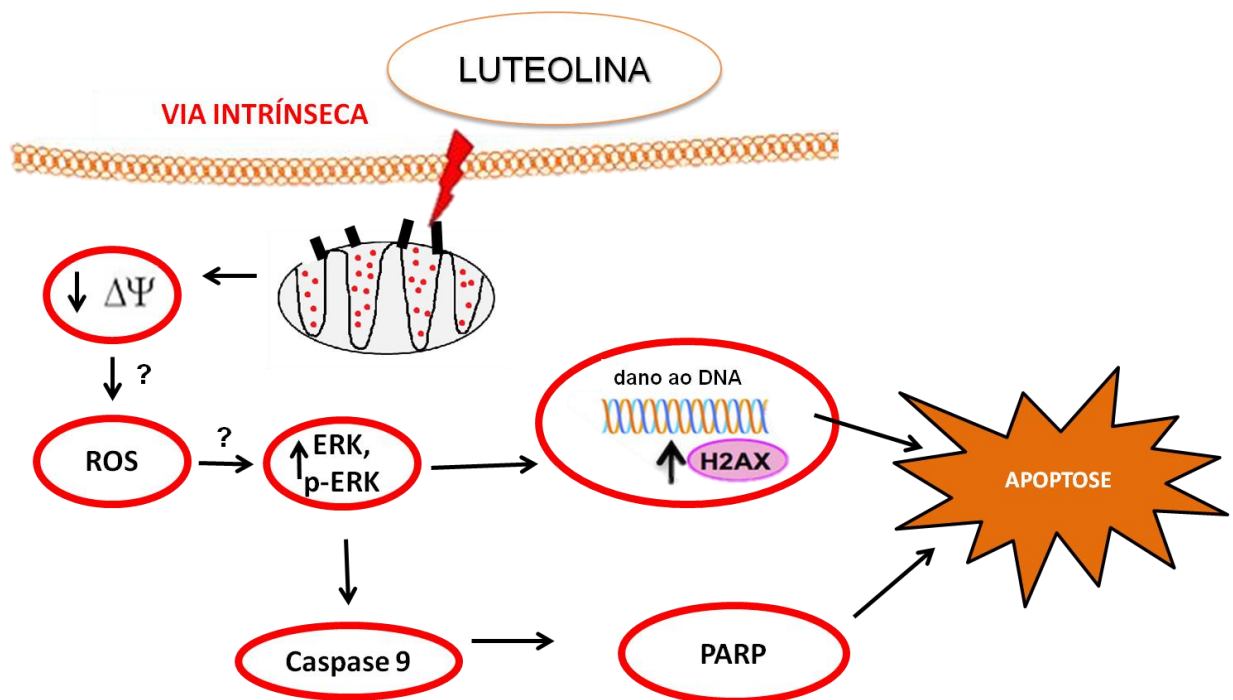 LUTEOLINA
VIA INTRÍNSECA
↓ ΔΨ
?
dano ao DNA
ROS
?
↑ ERK,
p-ERK
↑ H2AX
APOPTOSE
Caspase 9
PARP